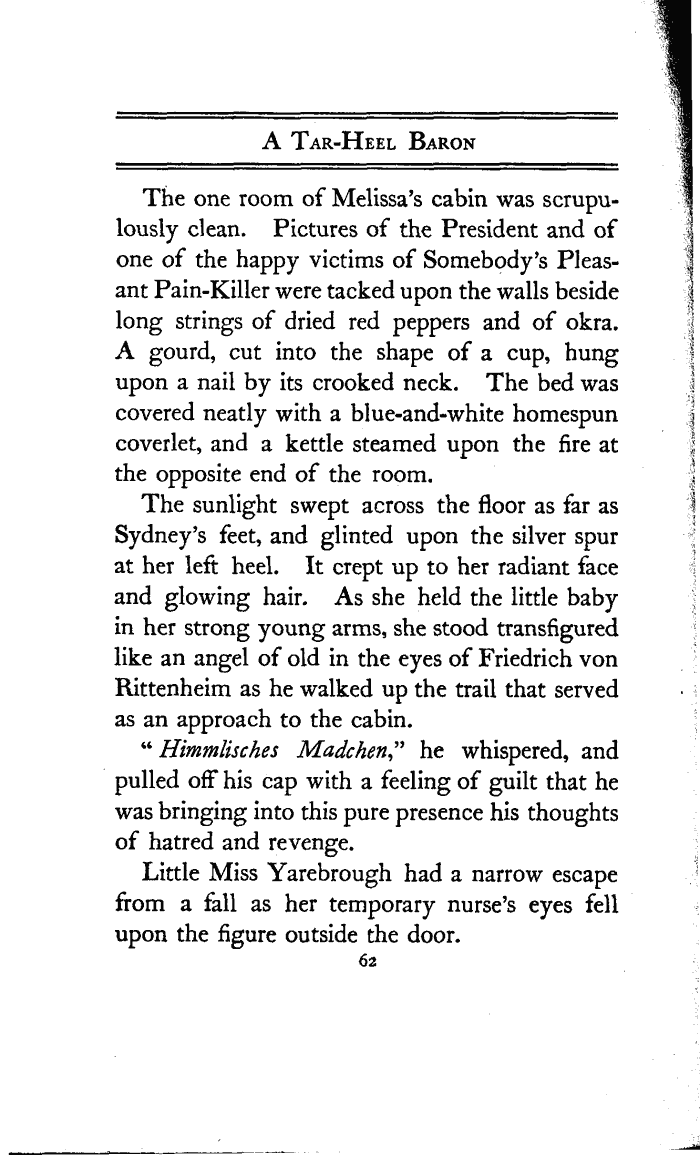 A Tar-Heel Baron
The one room of Melissa's cabin was scrupu-
lously clean. Pictures of the President and of
one of the happy victims of Somebody's Pleas-
ant Pain-Killer were tacked upon the walls beside
long strings of dried red peppers and of okra.
A gourd, cut into the shape of a cup, hung
upon a nail by its crooked neck. The bed was
covered neatly with a blue-and-white homespun
coverlet, and a kettle steamed upon the fire at
the opposite end of the room.
The sunlight swept across the floor as far as
Sydney's feet, and glinted upon the silver spur
at her left heel. It crept up to her radiant face
and glowing hair. As she held the little baby
in her strong young arms, she stood transfigured
like an angel of old in the eyes of Friedrich von
Rittenheim as he walked up the trail that served
as an approach to the cabin.
"Himmlisches Madchen," he whispered, and
pulled off his cap with a feeling of guilt that he
was bringing into this pure presence his thoughts
of hatred and revenge.
Little Miss Yarebrough had a narrow escape
from a fall as her temporary nurse's eyes fell
upon the figure outside the door.
62